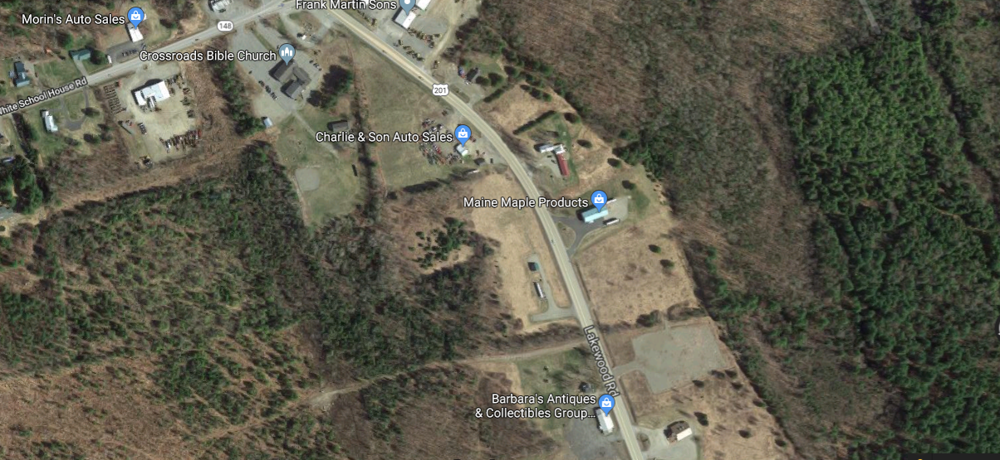 Frank Martin Sons
Morin's Auto Sales
148
Crossroads Bible Church
White School House Rd
201
Charlie & Son Auto Sales
Maine Maple Products
Lakewood Rd
Barbara's Antiques
& Collectibles Group...